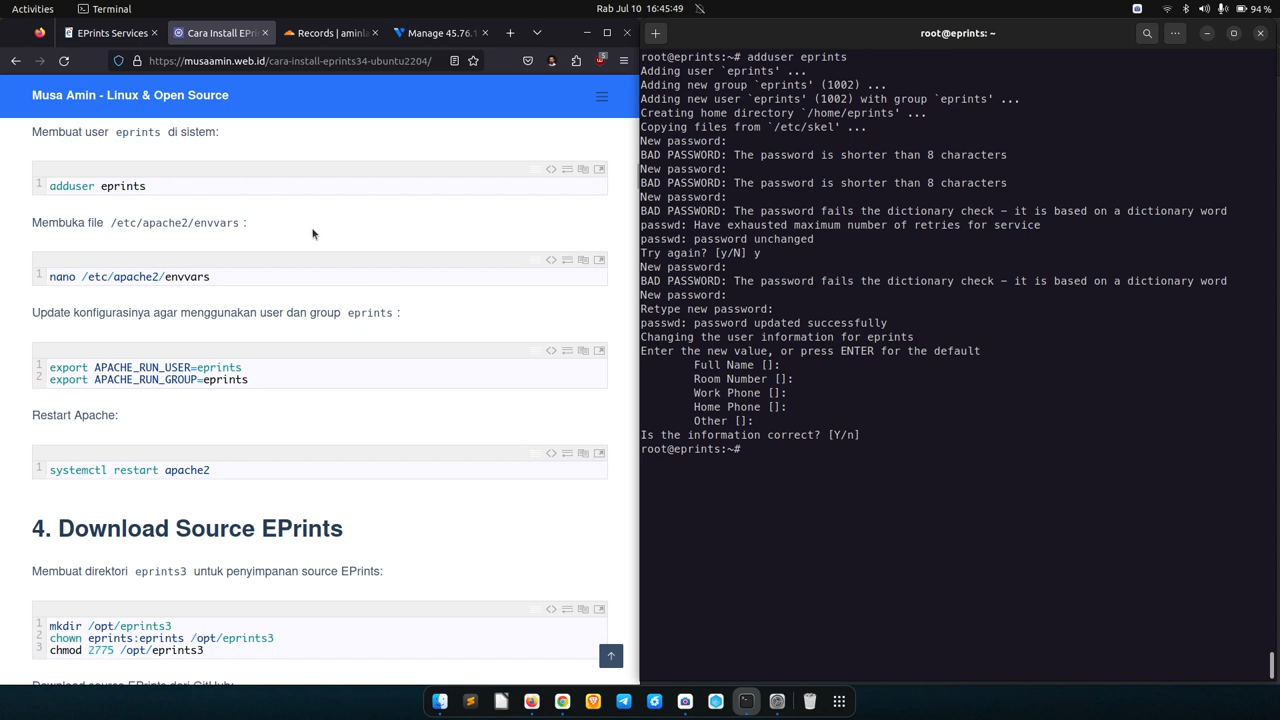 Activities
Terminal
Rab Jul 10 16:45:49
94 %
EPrints Services
Cara Install EPri
Records | aminla
Manage 45.76.1
https://musaamin.web.id/cara-install-eprints34-ubuntu2204/
5
Musa Amin - Linux & Open Source
Membuat user eprints di sistem:
1 adduser eprints
Membuka file /etc/apache2/envvars :
1 nano /etc/apache2/envvars
Update konfigurasinya agar menggunakan user dan group eprints :
1 export APACHE_RUN_USER=eprints
2 export APACHE_RUN_GROUP=eprints
Restart Apache:
1 systemctl restart apache2
4. Download Source EPrints
Membuat direktori eprints3 untuk penyimpanan source EPrints:
1 mkdir /opt/eprints3
2 chown eprints:eprints /opt/eprints3
3 chmod 2775 /opt/eprints3
Download source EPrints dari GitHub:
root@eprints: ~
root@eprints:~# adduser eprints
Adding user `eprints' ...
Adding new group `eprints' (1002) ...
Adding new user `eprints' (1002) with group `eprints' ...
Creating home directory `/home/eprints' ...
Copying files from `/etc/skel' ...
New password:
BAD PASSWORD: The password is shorter than 8 characters
New password:
BAD PASSWORD: The password is shorter than 8 characters
New password:
BAD PASSWORD: The password fails the dictionary check - it is based on a dictionary word
passwd: Have exhausted maximum number of retries for service
passwd: password unchanged
Try again? [y/N] y
New password:
BAD PASSWORD: The password fails the dictionary check - it is based on a dictionary word
New password:
Retype new password:
passwd: password updated successfully
Changing the user information for eprints
Enter the new value, or press ENTER for the default
Full Name []:
Room Number []:
Work Phone []:
Home Phone []:
Other []:
Is the information correct? [Y/n]
root@eprints:~#